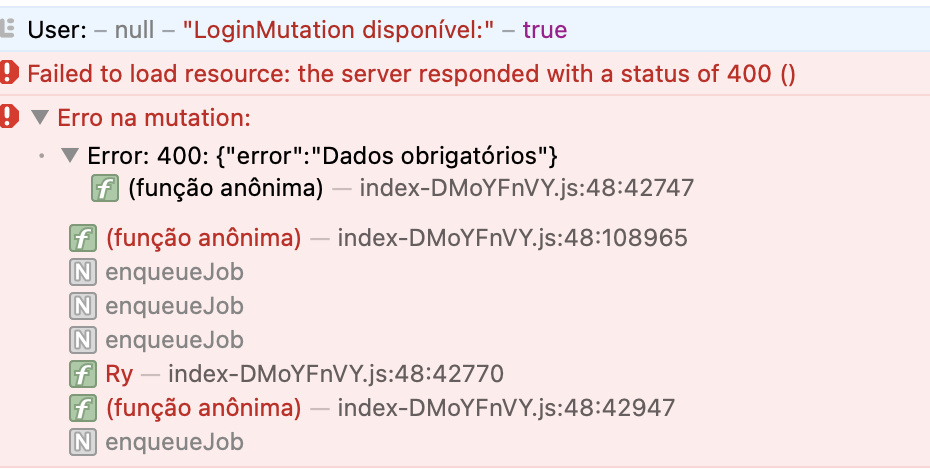 User: – null – "LoginMutation disponível:" – true
Failed to load resource: the server responded with a status of 400 ()
Erro na mutation:
Error: 400: {"error":"Dados obrigatórios"}
f (função anônima) — index-DMoYFnVY.js:48:42747
f (função anônima) — index-DMoYFnVY.js:48:108965
N enqueueJob
N enqueueJob
N enqueueJob
f Ry — index-DMoYFnVY.js:48:42770
f (função anônima) — index-DMoYFnVY.js:48:42947
N enqueueJob